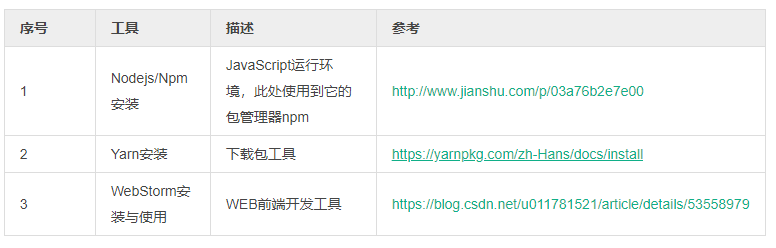 序号 工具 描述 参考
1 Nodejs/Npm安装 JavaScript运行环境，此处使用到它的包管理器npm http://www.jianshu.com/p/03a76b2e7e00
2 Yarn安装 下载包工具 https://yarnpkg.com/zh-Hans/docs/install
3 WebStorm安装与使用 WEB前端开发工具 https://blog.csdn.net/u011781521/article/details/53558979